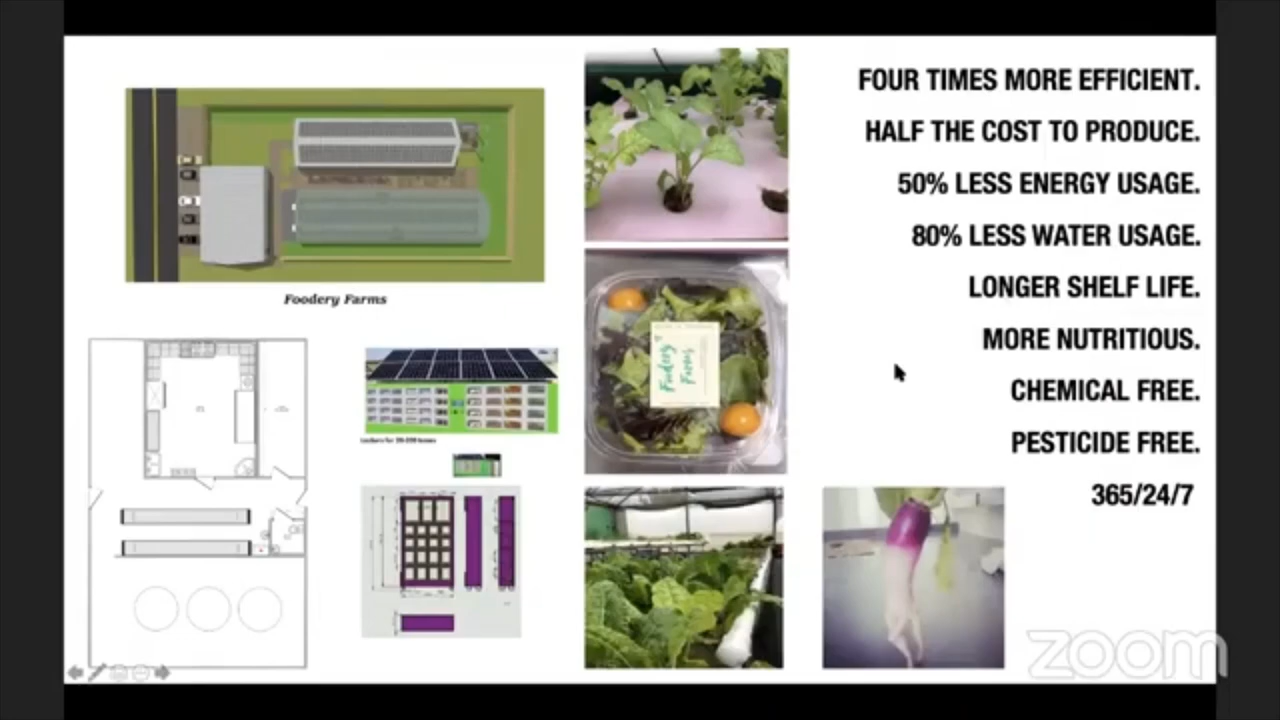 FOUR TIMES MORE EFFICIENT.
HALF THE COST TO PRODUCE.
50% LESS ENERGY USAGE.
80% LESS WATER USAGE.
LONGER SHELF LIFE.
MORE NUTRITIOUS.
CHEMICAL FREE.
PESTICIDE FREE.
365/24/7
Foodery Farms
Foodery
Farms
zoom